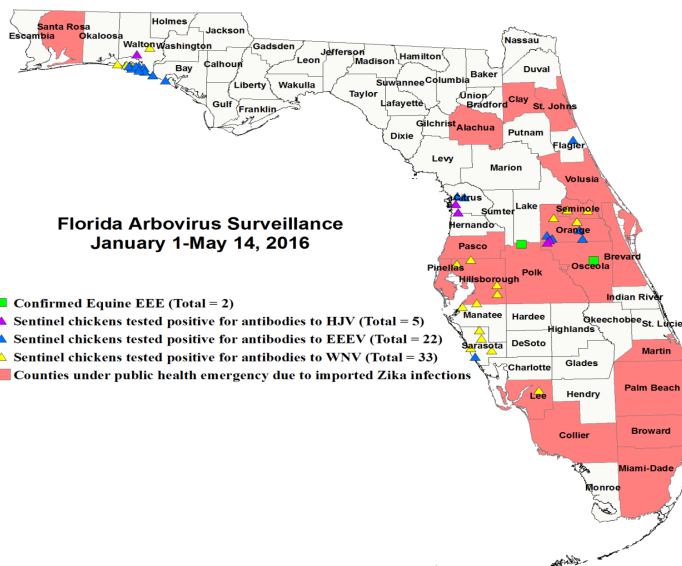 Holmes
Jackson
Santa Rosa
Escambia
Okaloosa
Walton
Washington
Nassau
Gadsden
Jefferson
Hamilton
Madison
Leon
Calhoun
Bay
Duval
Baker
Columbia
Suwannee
Liberty
Wakulla
Taylor
Union
Bradford
Clay
St. Johns
Lafayette
Gulf
Franklin
Gilchrist
Alachua
Putnam
Dixie
Flagler
Levy
Marion
Volusia
Citrus
Lake
Sumter
Seminole
Hernando
Orange
Florida Arbovirus Surveillance
January 1-May 14, 2016
Pasco
Brevard
Pinellas
Osceola
Hillsborough
Polk
Indian River
Confirmed Equine EEE (Total = 2)
Sentinel chickens tested positive for antibodies to HJV (Total = 5)
Sentinel chickens tested positive for antibodies to EEEV (Total = 22)
Sentinel chickens tested positive for antibodies to WNV (Total = 33)
Counties under public health emergency due to imported Zika infections
Manatee
Hardee
Okeechobee
St. Lucie
Highlands
Sarasota
DeSoto
Martin
Charlotte
Glades
Lee
Hendry
Palm Beach
Collier
Broward
Miami-Dade
Monroe